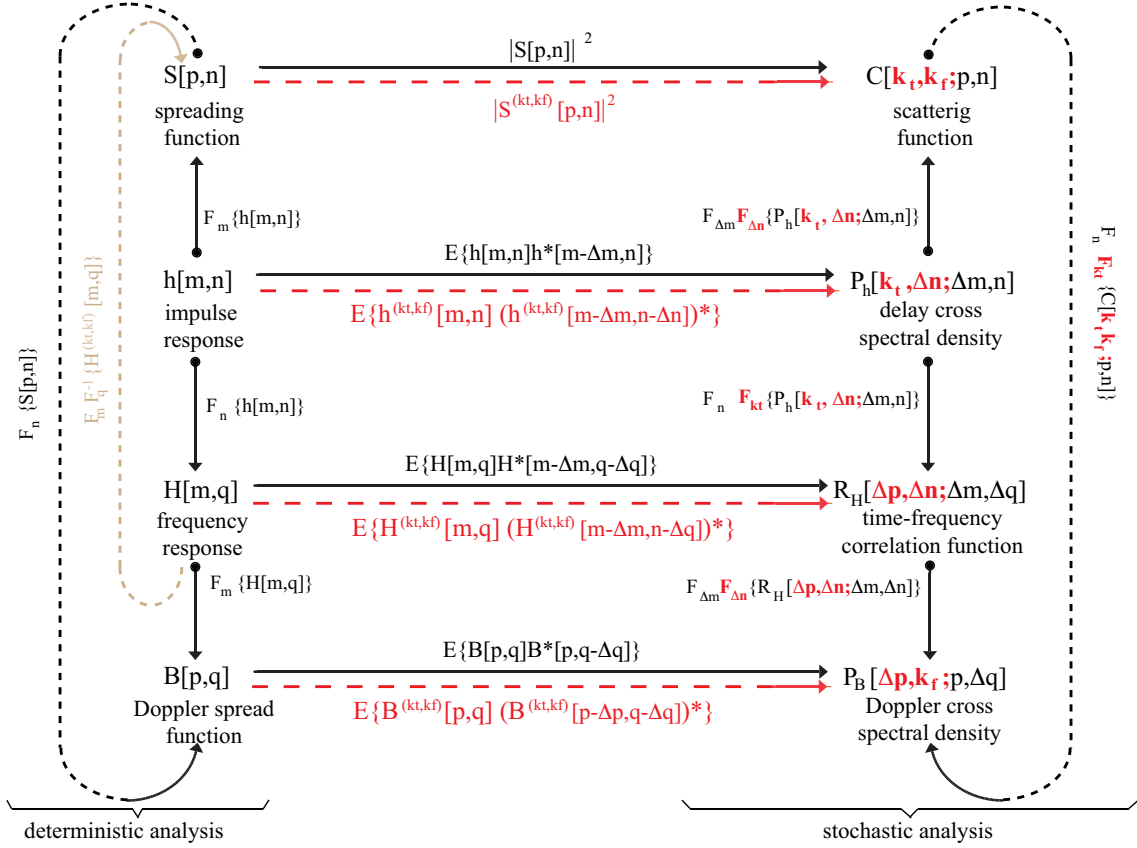 |S[p,n]| ²
S[p,n]
C[k_t,k_f;p,n]
|S^(kt,kf) [p,n]|²
spreading
function
scatterig
function
F_m{h[m,n]}
F_Δm F_Δn{P_h[k_t, Δn;Δm,n]}
E{h[m,n]h*[m-Δm,n]}
h[m,n]
P_h[k_t,Δn;Δm,n]
E{h^(kt,kf)[m,n] (h^(kt,kf)[m-Δm,n-Δn])*}
impulse
response
delay cross
spectral density
F_n {S[p,n]}
F_m F_q^-1 {H^(kt,kf) [m,q]}
F_n F_kt {C[k_t k_f;p,n]}
F_n {h[m,n]}
F_n F_kt {P_h[k_t, Δn;Δm,n]}
E{H[m,q]H*[m-Δm,q-Δq]}
H[m,q]
R_H[Δp,Δn;Δm,Δq]
E{H^(kt,kf)[m,q] (H^(kt,kf)[m-Δm,n-Δq])*}
frequency
response
time-frequency
correlation function
F_m {H[m,q]}
F_Δm F_Δn{R_H[Δp,Δn;Δm,Δn]}
E{B[p,q]B*[p,q-Δq]}
B[p,q]
P_B [Δp,k_f;p,Δq]
E{B^(kt,kf)[p,q] (B^(kt,kf)[p-Δp,q-Δq])*}
Doppler spread
function
Doppler cross
spectral density
deterministic analysis
stochastic analysis